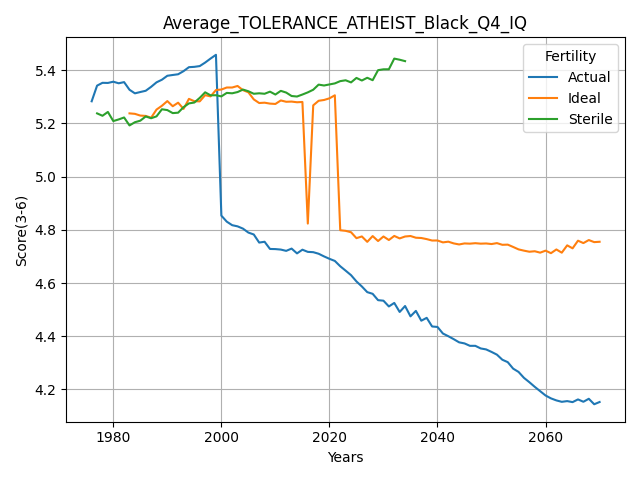 Average_TOLERANCE_ATHEIST_Black_Q4_IQ
Score(3-6)
5.4
5.2
5.0
4.8
4.6
4.4
4.2
Fertility
Actual
Ideal
Sterile
1980
2000
2020
2040
2060
Years